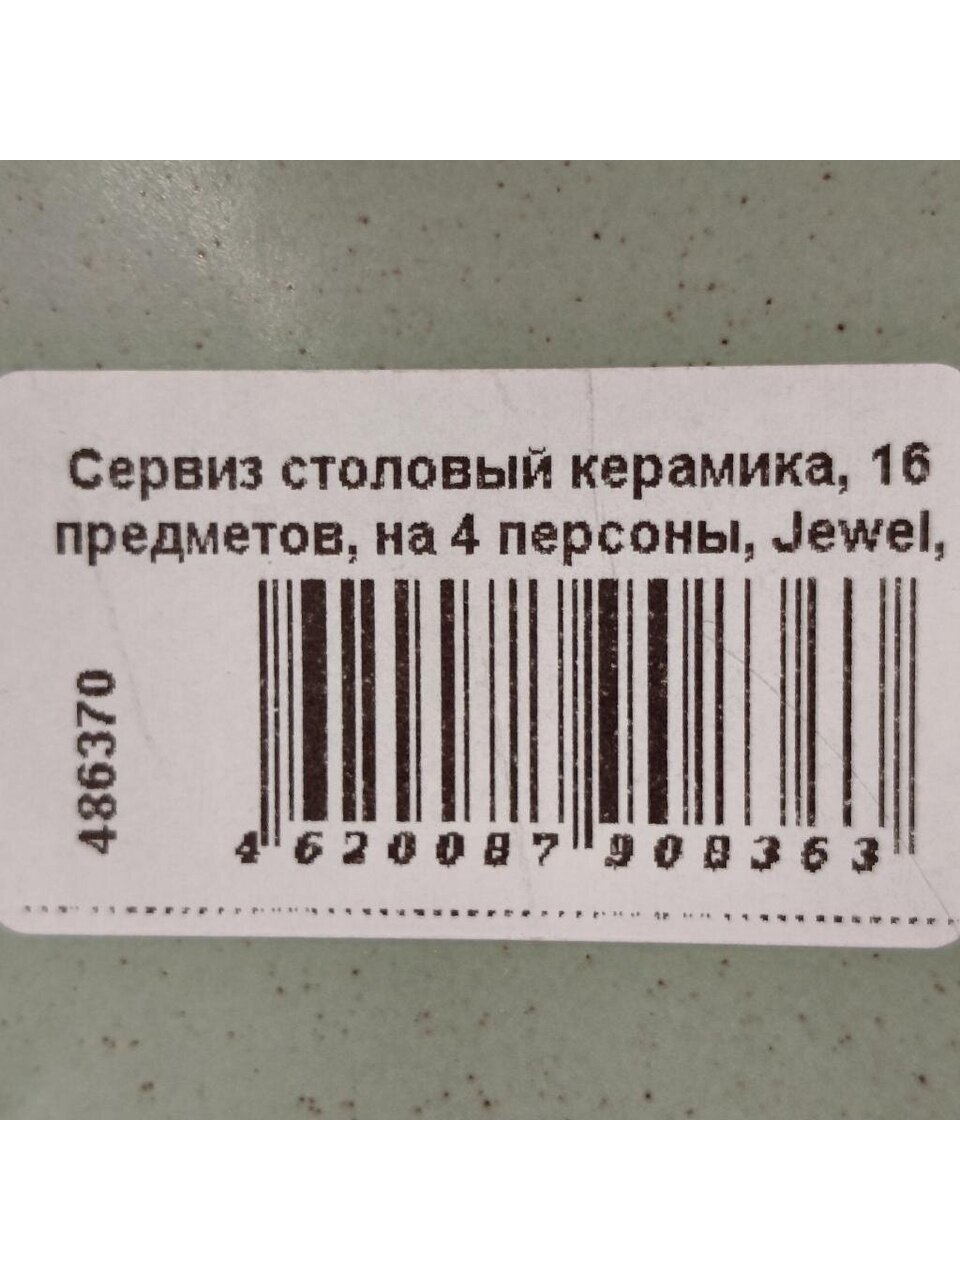 Сервиз столовый керамика, 16
предметов, на 4 персоны, Jewel,
486370
4620087908363